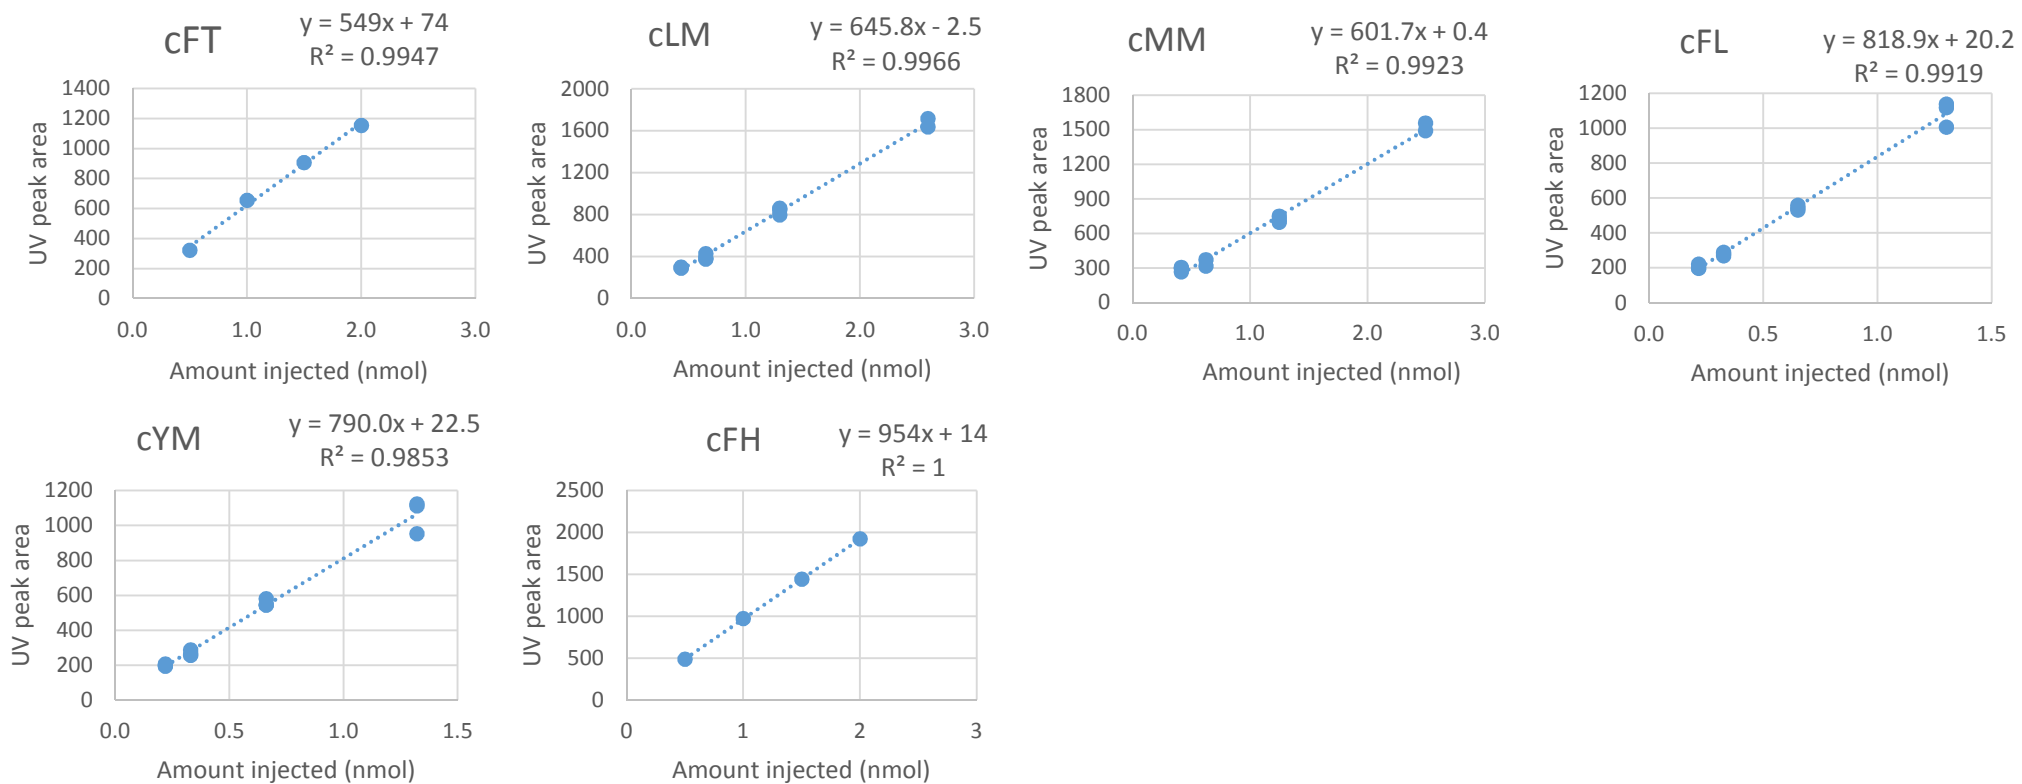 cFT
y = 549x + 74
R² = 0.9947
1400
1200
1000
800
600
400
200
0
0.0 1.0 2.0 3.0
UV peak area
Amount injected (nmol)
cLM
y = 645.8x - 2.5
R² = 0.9966
2000
1600
1200
800
400
0
0.0 1.0 2.0 3.0
UV peak area
Amount injected (nmol)
cMM
y = 601.7x + 0.4
R² = 0.9923
1800
1500
1200
900
600
300
0
0.0 1.0 2.0 3.0
UV peak area
Amount injected (nmol)
cFL
y = 818.9x + 20.2
R² = 0.9919
1200
1000
800
600
400
200
0
0.0 0.5 1.0 1.5
UV peak area
Amount injected (nmol)
cYM
y = 790.0x + 22.5
R² = 0.9853
1200
1000
800
600
400
200
0
0.0 0.5 1.0 1.5
UV peak area
Amount injected (nmol)
cFH
y = 954x + 14
R² = 1
2500
2000
1500
1000
500
0
0 1 2 3
UV peak area
Amount injected (nmol)